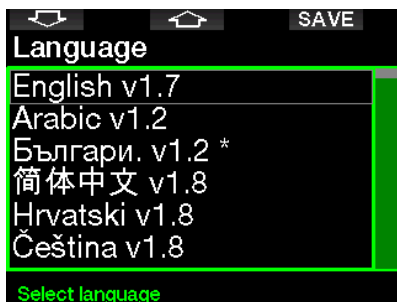 SAVE
Language
English v1.7
Arabic v1.2
Българи. v1.2 *
简体中文 v1.8
Hrvatski v1.8
Čeština v1.8
Select language